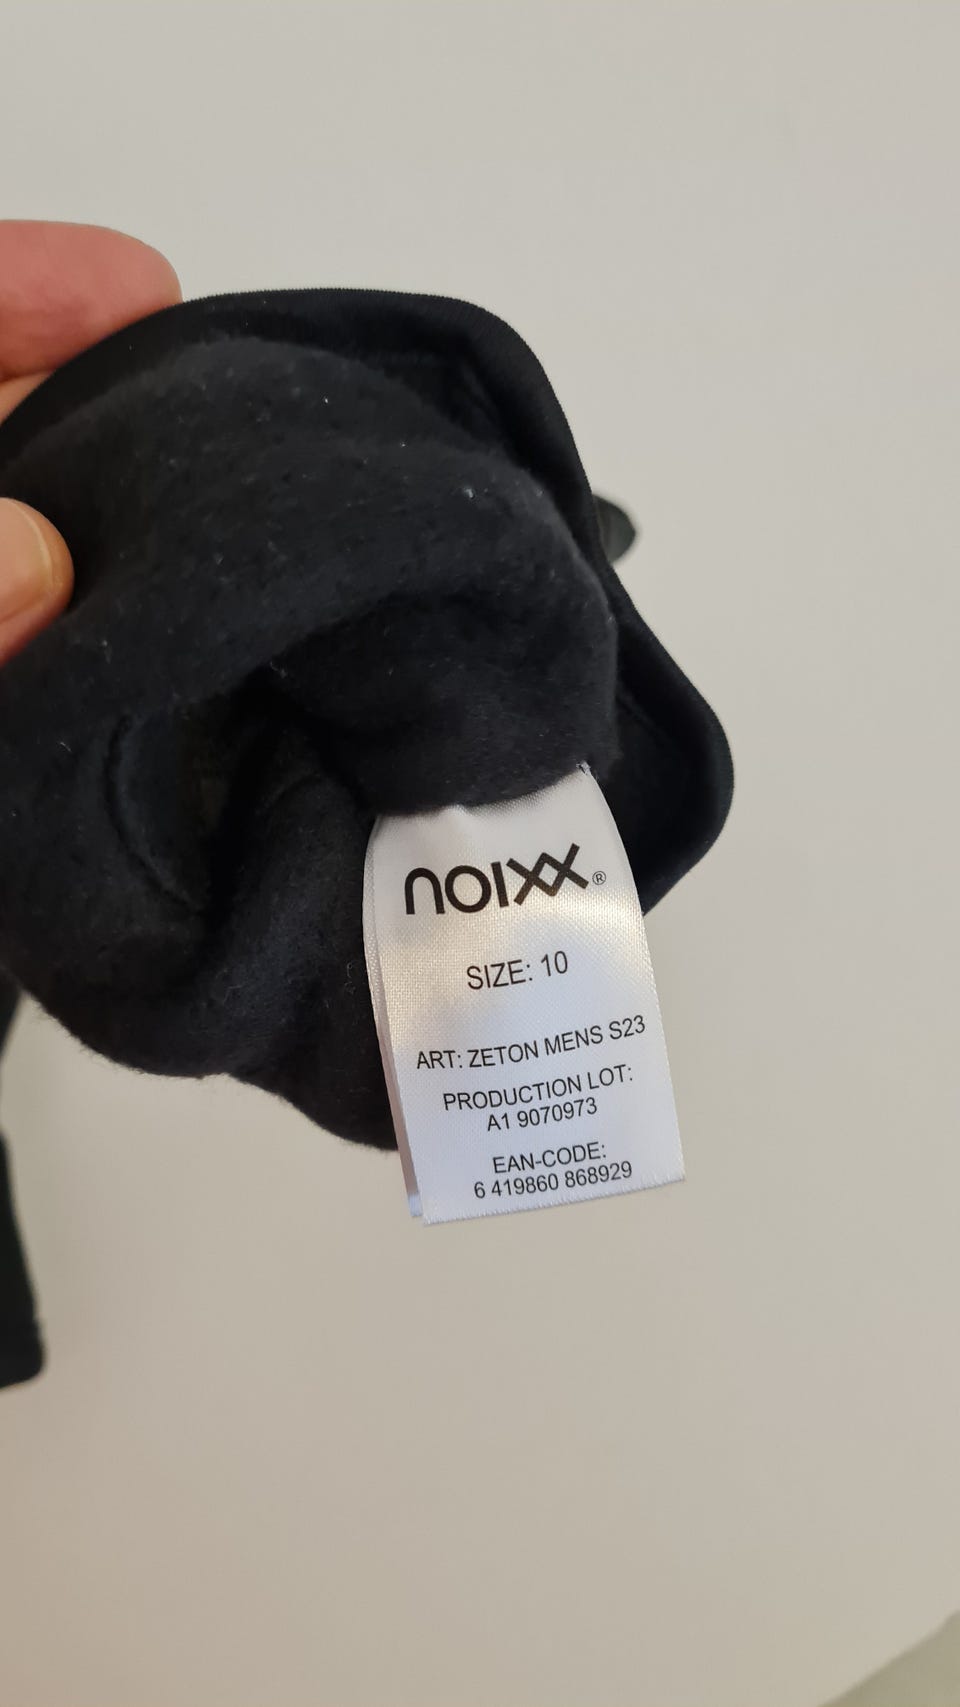 NOIXX®
SIZE: 10
ART: ZETON MENS S23
PRODUCTION LOT:
A1 9070973
EAN-CODE:
6 419860 868929